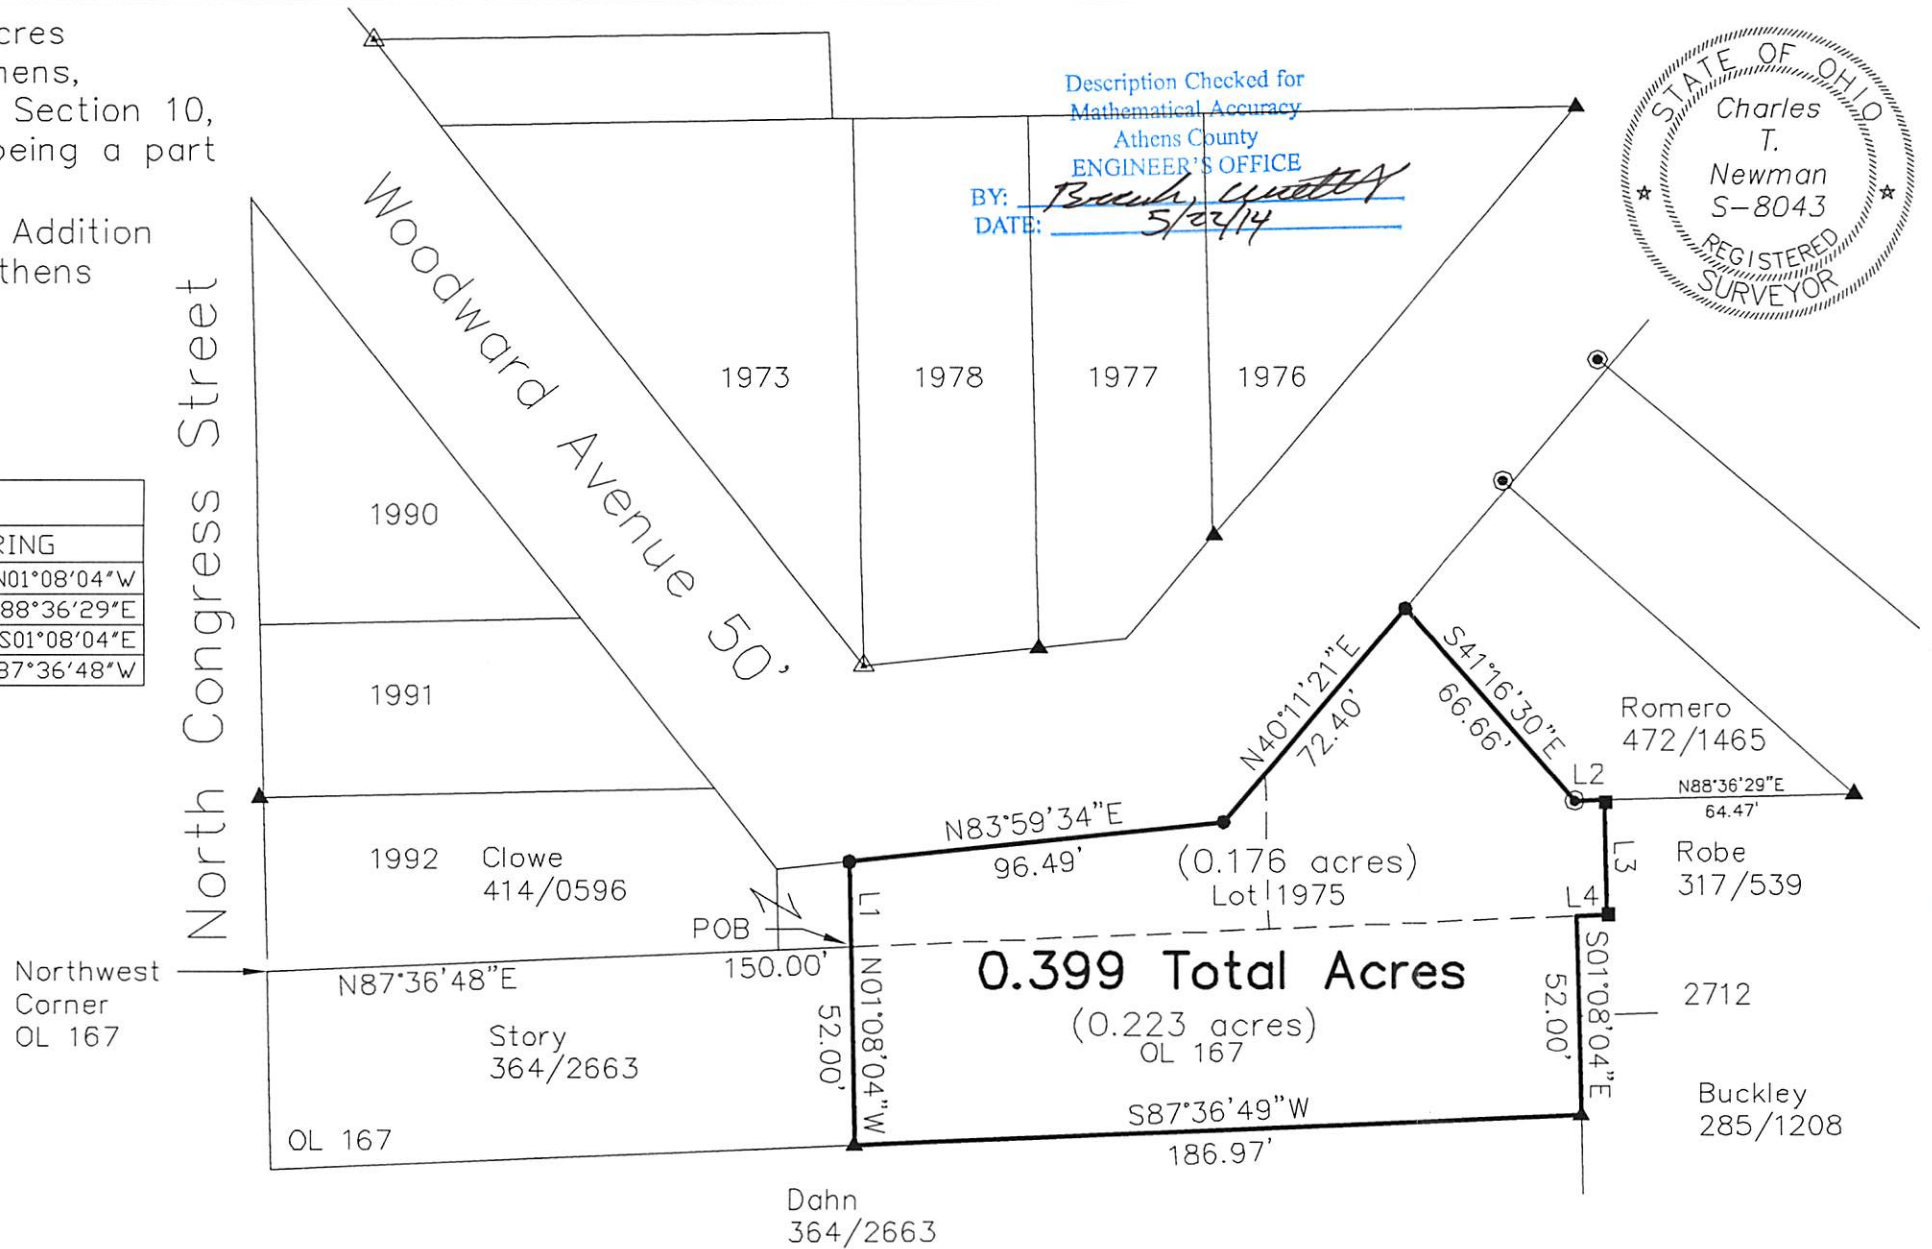 cres
hens,
Section 10,
being a part
Addition
thens
RING
N01°08'04"W
88°36'29"E
S01°08'04"E
87°36'48"W
North Congress Street
Woodward Avenue 50'
Description Checked for
Mathematical Accuracy
Athens County
ENGINEER'S OFFICE
BY:
DATE: 5/22/14
STATE OF OHIO
Charles
T.
Newman
S-8043
REGISTERED
SURVEYOR
1973
1978
1977
1976
1990
1991
1992
Clowe
414/0596
N83°59'34"E
96.49'
N40°11'21"E
72.40'
S41°16'30"E
66.66'
Romero
472/1465
L2
N88°36'29"E
64.47'
L3
Robe
317/539
L4
L1
(0.176 acres)
Lot 1975
POB
150.00'
N87°36'48"E
Northwest
Corner
OL 167
0.399 Total Acres
(0.223 acres)
OL 167
N01°08'04"W
52.00'
S01°08'04"E
52.00'
2712
Story
364/2663
Buckley
285/1208
S87°36'49"W
186.97'
OL 167
Dahn
364/2663